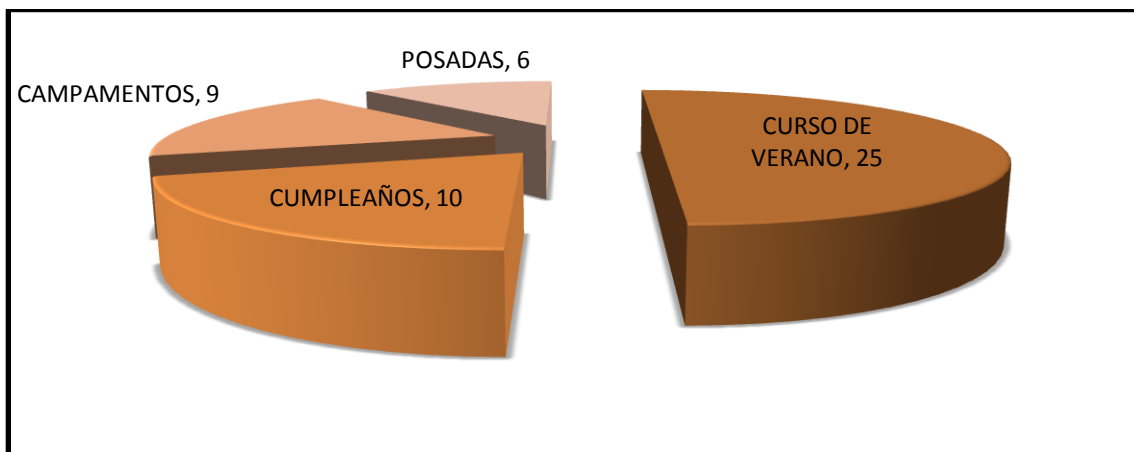 POSADAS, 6
CAMPAMENTOS, 9
CURSO DE
VERANO, 25
CUMPLEAÑOS, 10